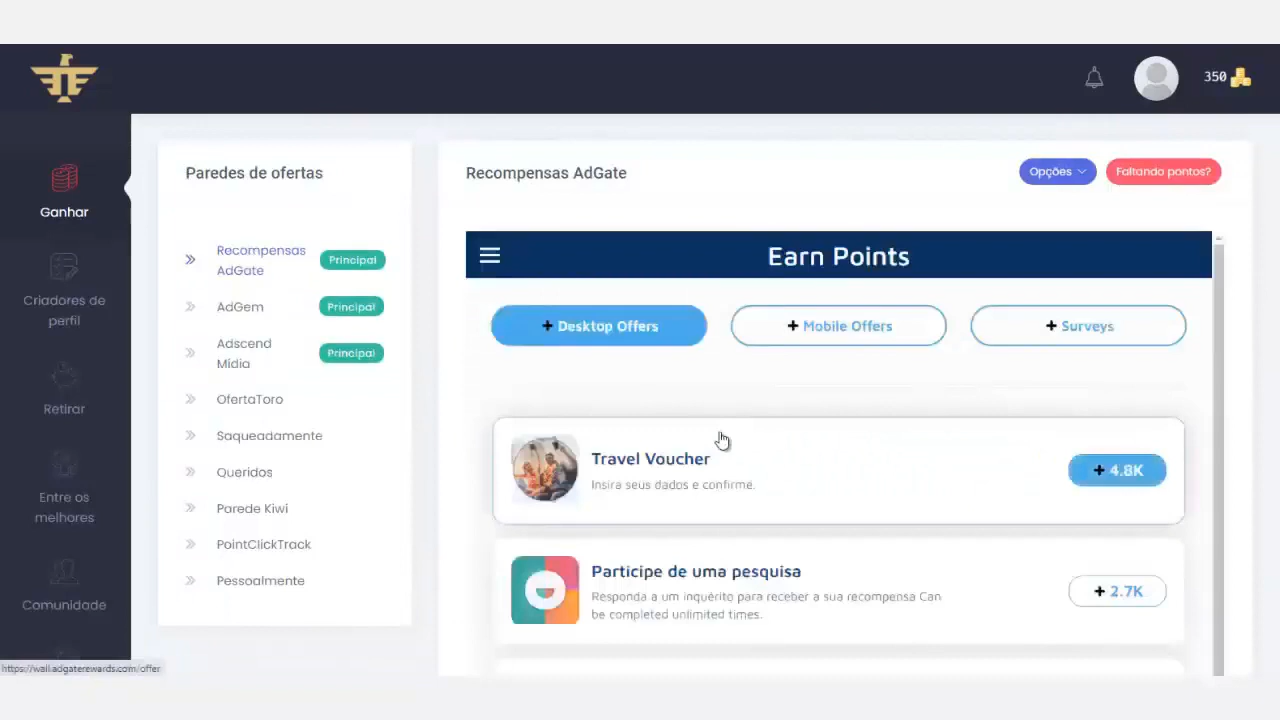 350
Ganhar
Criadores de
perfil
Retirar
Entre os
melhores
Comunidade
Paredes de ofertas
Recompensas
AdGate
Principal
AdGem
Principal
Adscend
Mídia
Principal
OfertaToro
Saqueadamente
Queridos
Parede Kiwi
PointClickTrack
Pessoalmente
Recompensas AdGate
Opções
Faltando pontos?
Earn Points
+ Desktop Offers
+ Mobile Offers
+ Surveys
Travel Voucher
Insira seus dados e confirme.
+ 4.8K
Participe de uma pesquisa
Responda a um inquérito para receber a sua recompensa Can
be completed unlimited times.
+ 2.7K
https://wall.adgaterewards.com/offer